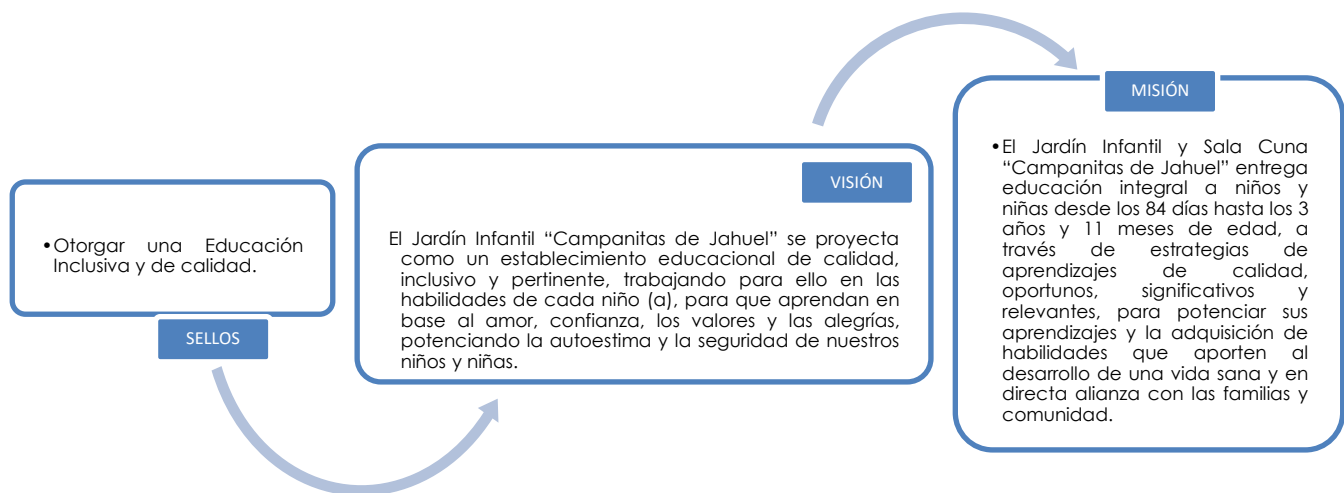 •Otorgar una Educación
Inclusiva y de calidad.
SELLOS
VISIÓN
El Jardín Infantil “Campanitas de Jahuel” se proyecta
como un establecimiento educacional de calidad,
inclusivo y pertinente, trabajando para ello en las
habilidades de cada niño (a), para que aprendan en
base al amor, confianza, los valores y las alegrías,
potenciando la autoestima y la seguridad de nuestros
niños y niñas.
MISIÓN
•El Jardín Infantil y Sala Cuna
“Campanitas de Jahuel” entrega
educación integral a niños y
niñas desde los 84 días hasta los 3
años y 11 meses de edad, a
través de estrategias de
aprendizajes de calidad,
oportunos, significativos y
relevantes, para potenciar sus
aprendizajes y la adquisición de
habilidades que aporten al
desarrollo de una vida sana y en
directa alianza con las familias y
comunidad.